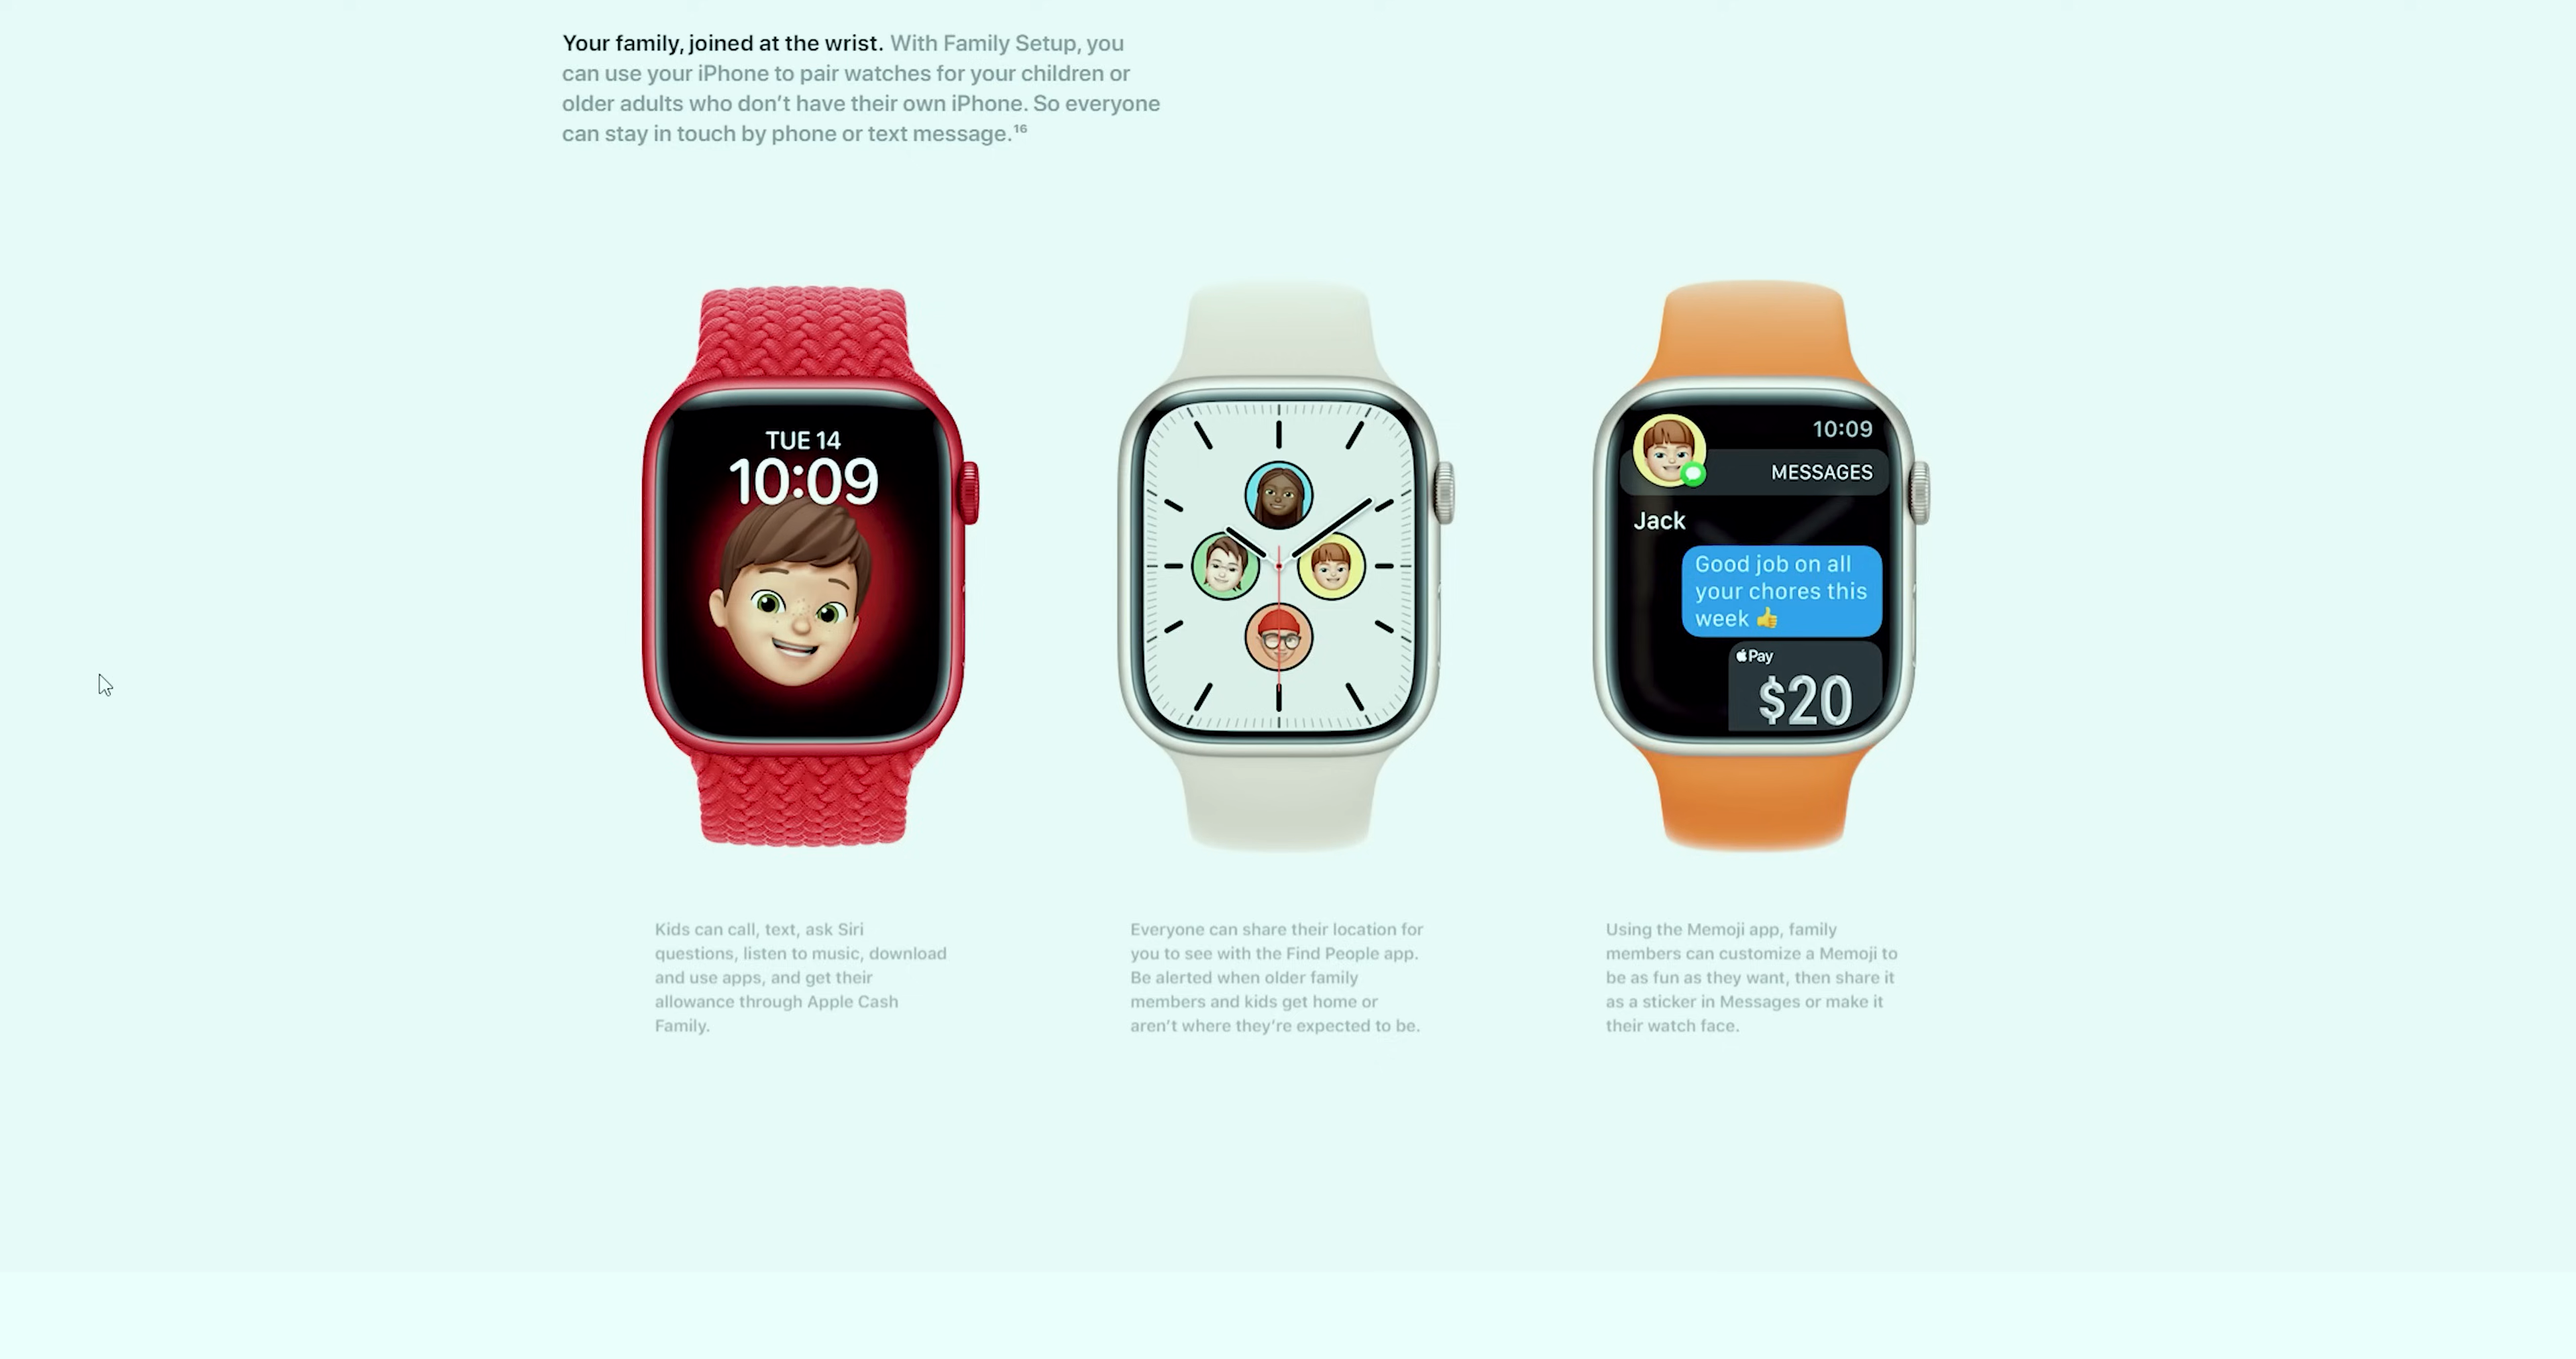 Your family, joined at the wrist. With Family Setup, you
can use your iPhone to pair watches for your children or
older adults who don’t have their own iPhone. So everyone
can stay in touch by phone or text message.¹⁶
TUE 14
10:09
10:09
MESSAGES
Jack
Good job on all
your chores this
week 👍
Pay
$20
Kids can call, text, ask Siri
questions, listen to music, download
and use apps, and get their
allowance through Apple Cash
Family.
Everyone can share their location for
you to see with the Find People app.
Be alerted when older family
members and kids get home or
aren’t where they’re expected to be.
Using the Memoji app, family
members can customize a Memoji to
be as fun as they want, then share it
as a sticker in Messages or make it
their watch face.